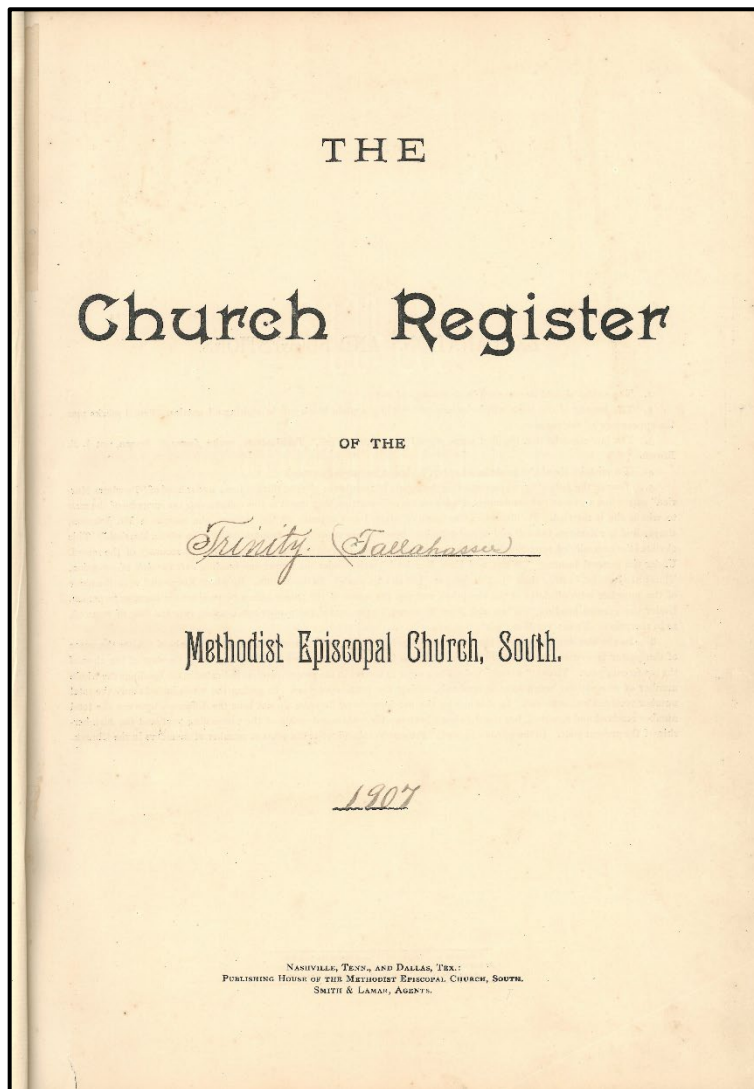 THE
Church Register
OF THE
Trinity. (Tallahassee)
Methodist Episcopal Church, South.
1907
NASHVILLE, TENN., AND DALLAS, TEX.:
PUBLISHING HOUSE OF THE METHODIST EPISCOPAL CHURCH, SOUTH.
SMITH & LAMAR, AGENTS.